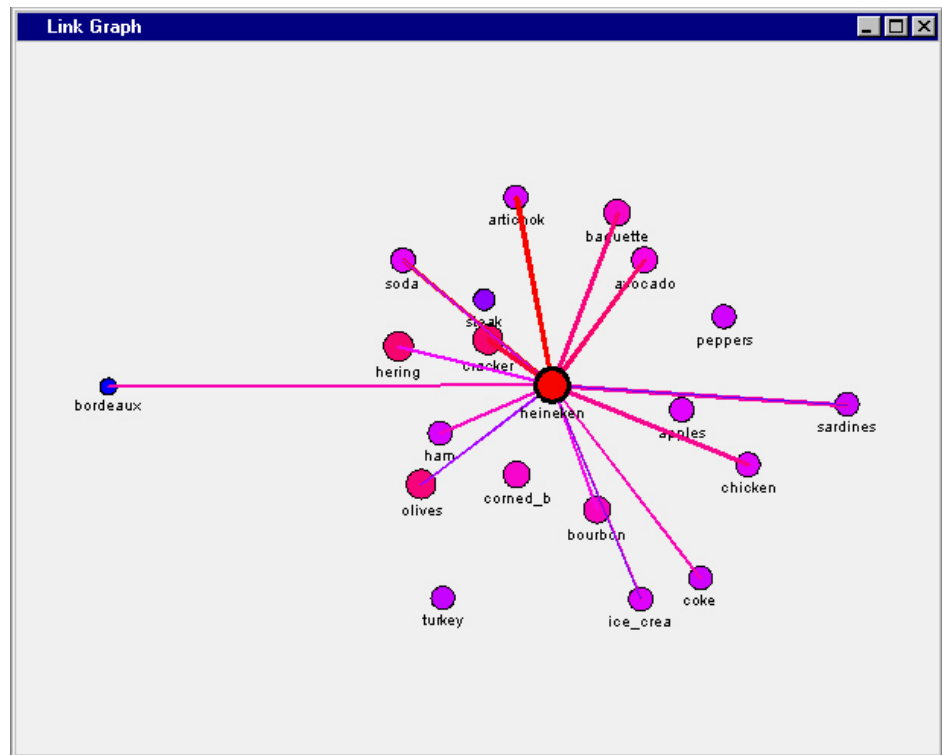 Link Graph
artichok
baguette
soda
avocado
steak
peppers
cracker
hering
bordeaux
heineken
sardines
apples
ham
chicken
olives
corned_b
bourbon
coke
turkey
ice_crea